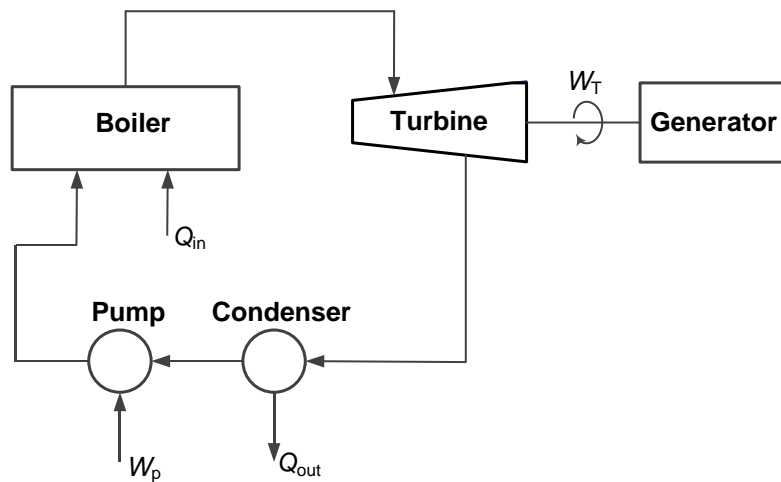 W_T
Boiler
Turbine
Generator
Q_in
Pump
Condenser
W_p
Q_out